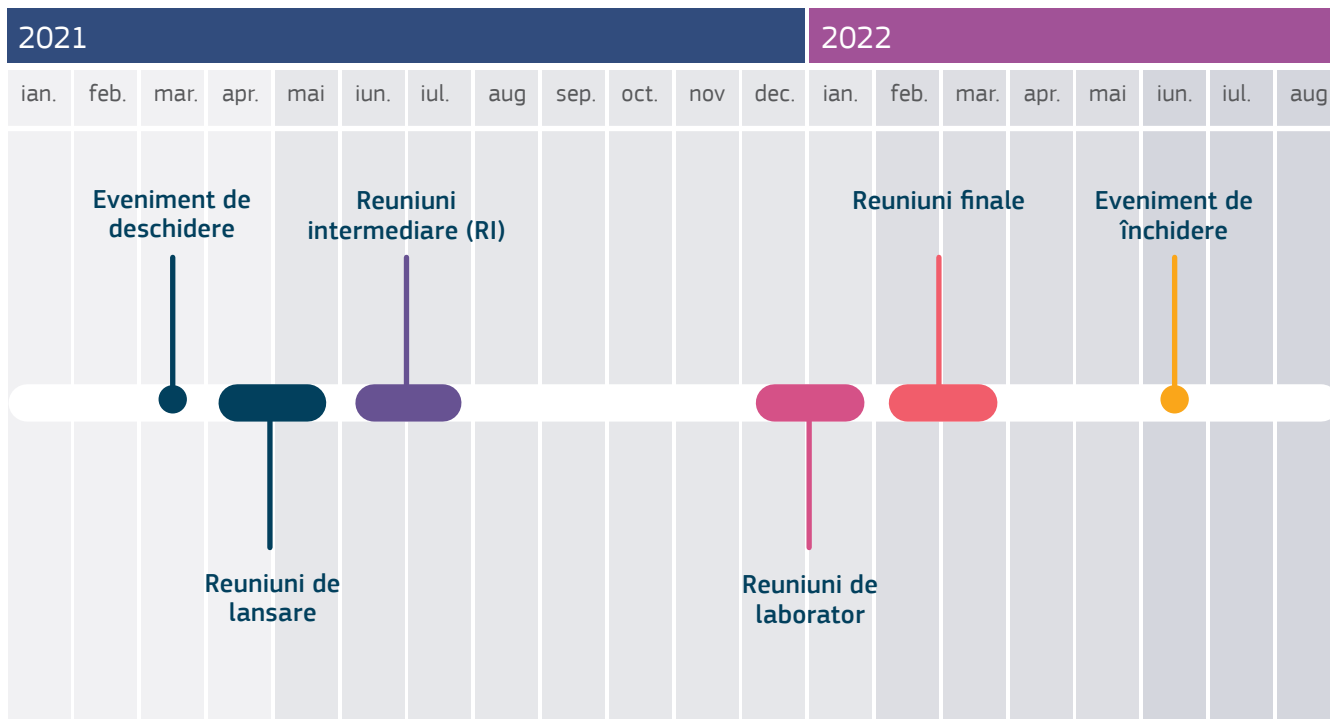 2021 2022
ian. feb. mar. apr. mai iun. iul. aug sep. oct. nov dec. ian. feb. mar. apr. mai iun. iul. aug
Eveniment de
deschidere
Reuniuni
intermediare (RI)
Reuniuni finale
Eveniment de
închidere
Reuniuni de
lansare
Reuniuni de
laborator